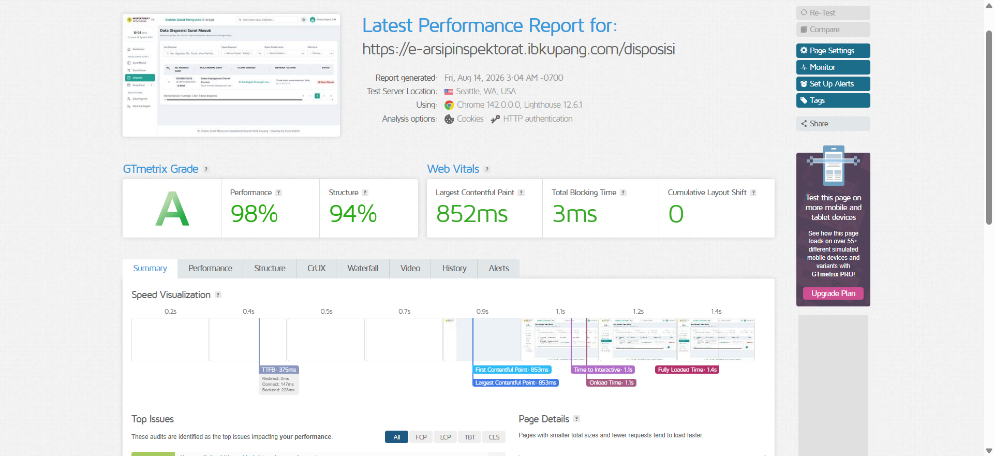 Latest Performance Report for:
https://e-arsipinspektorat.ibkupang.com/disposisi
Report generated: Fri, Aug 14, 2026 3:04 AM -0700
Test Server Location: Seattle, WA, USA
Using: Chrome 142.0.0.0, Lighthouse 12.6.1
Analysis options: Cookies HTTP authentication
Re-Test
Compare
Page Settings
Monitor
Set Up Alerts
Tags
Share
Data Disposisi Surat Masuk
GTmetrix Grade ?
A
Performance ?
98%
Structure ?
94%
Web Vitals ?
Largest Contentful Paint ?
852ms
Total Blocking Time ?
3ms
Cumulative Layout Shift ?
0
Test this page on
more mobile and
tablet devices
See how this page
loads on over 55+
different simulated
mobile devices and
variants with
GTmetrix PRO!
Upgrade Plan
Summary Performance Structure CrUX Waterfall Video History Alerts
Speed Visualization ?
0.2s 0.4s 0.5s 0.7s 0.9s 1.1s 1.2s 1.4s
TTFB: 375ms
Redirect: 0ms
Connect: 147ms
Backend: 228ms
First Contentful Paint: 853ms
Largest Contentful Paint: 853ms
Time to Interactive: 1.1s
Onload Time: 1.1s
Fully Loaded Time: 1.4s
Top Issues
These audits are identified as the top issues impacting your performance.
All FCP LCP TBT CLS
Page Details ?
Pages with smaller total sizes and fewer requests tend to load faster.